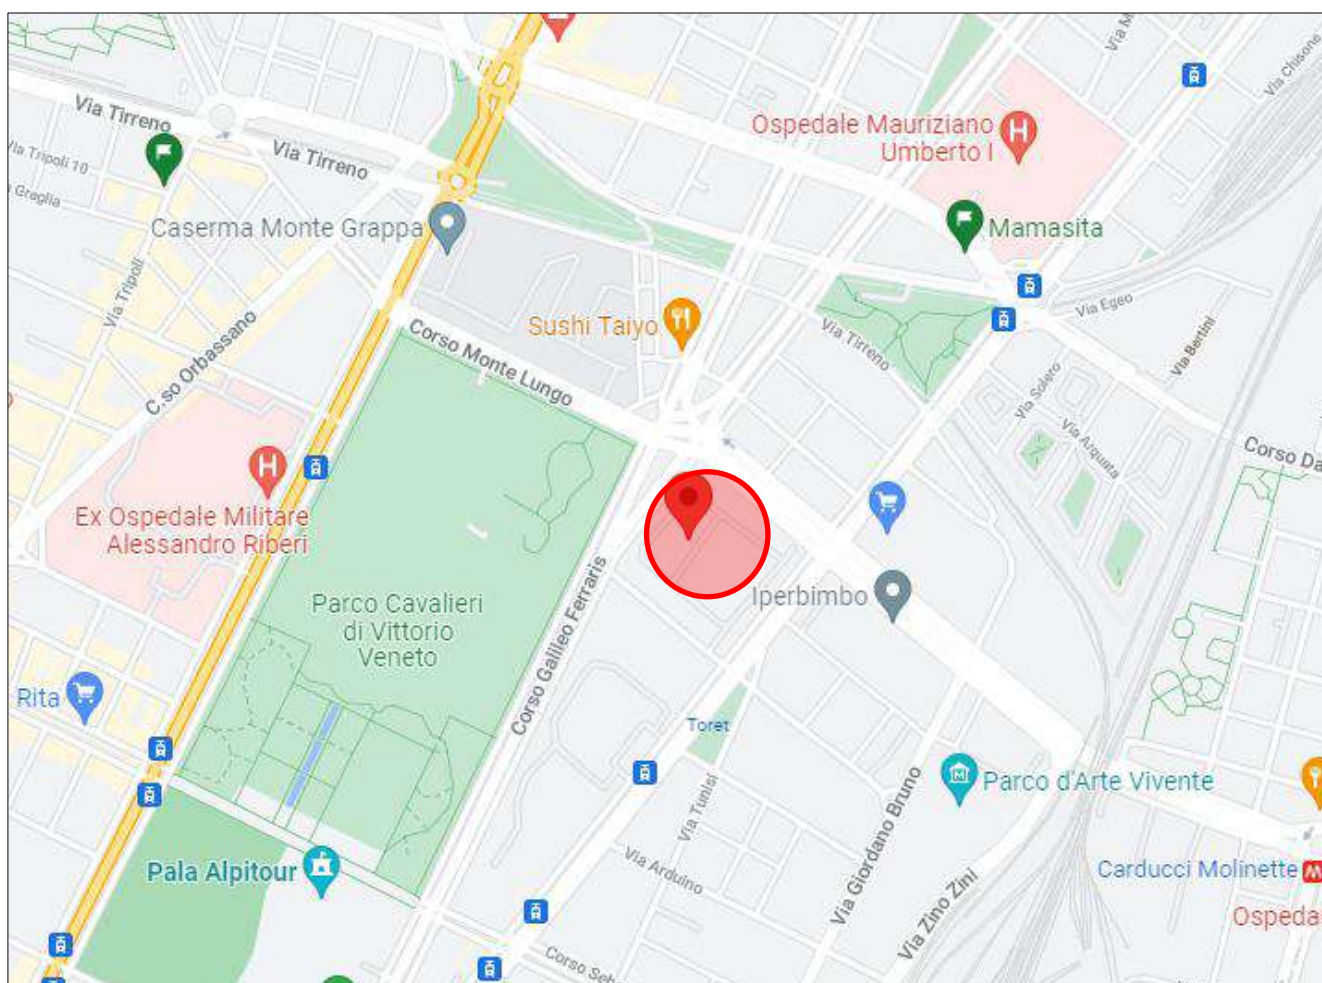 Via M
Via Chisone
Via Tirreno
Ospedale Mauriziano
Umberto I
Via Tripoli 10
Via Tirreno
Graglia
Caserma Monte Grappa
Mamasita
Via Tripoli
Via Egeo
Sushi Taiyo
Via Tirreno
Via Bertini
Corso Monte Lungo
C.so Orbassano
Via Solero
Via Arquata
Corso Da
Ex Ospedale Militare
Alessandro Riberi
Corso Galileo Ferraris
Iperbimbo
Parco Cavalieri
di Vittorio
Veneto
Rita
Toret
Parco d'Arte Vivente
Via Tunisi
Via Giordano Bruno
Pala Alpitour
Via Arduino
Carducci Molinette
Via Zino Zini
Ospeda
Corso Seb